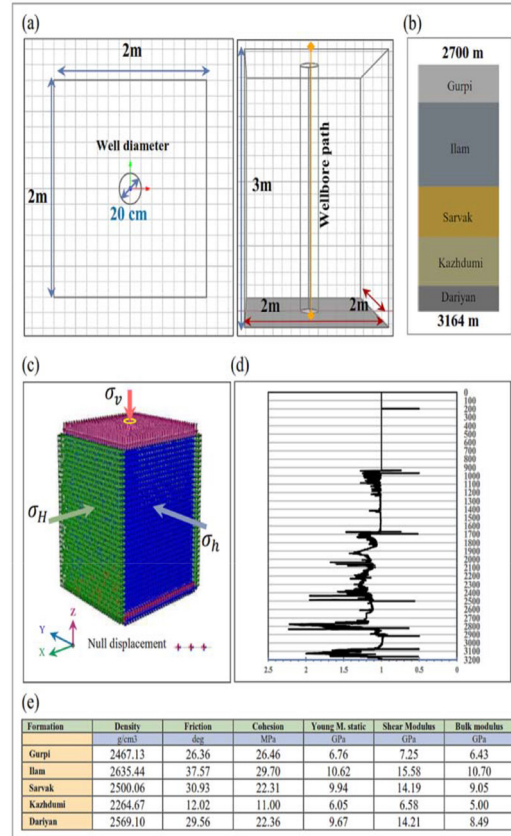 (a)
(b)
2m
2700 m
Gurpi
Ilam
Sarvak
Kazhdumi
Dariyan
3164 m
Well diameter
2m
20 cm
3m
Wellbore path
2m
2m
(c)
(d)
σv
σH
σh
Z
Y
X
Null displacement
0
100
200
300
400
500
600
700
800
900
1000
1100
1200
1300
1400
1500
1600
1700
1800
1900
2000
2100
2200
2300
2400
2500
2600
2700
2800
2900
3000
3100
3200
2.5 2 1.5 1 0.5 0
(e)
Formation Density Friction Cohesion Young M. static Shear Modulus Bulk modulus
g/cm3 deg MPa GPa GPa GPa
Gurpi 2467.13 26.36 26.46 6.76 7.25 6.43
Ilam 2635.44 37.57 29.70 10.62 15.58 10.70
Sarvak 2500.06 30.93 22.31 9.94 14.19 9.05
Kazhdumi 2264.67 12.02 11.00 6.05 6.58 5.00
Dariyan 2569.10 29.56 22.36 9.67 14.21 8.49